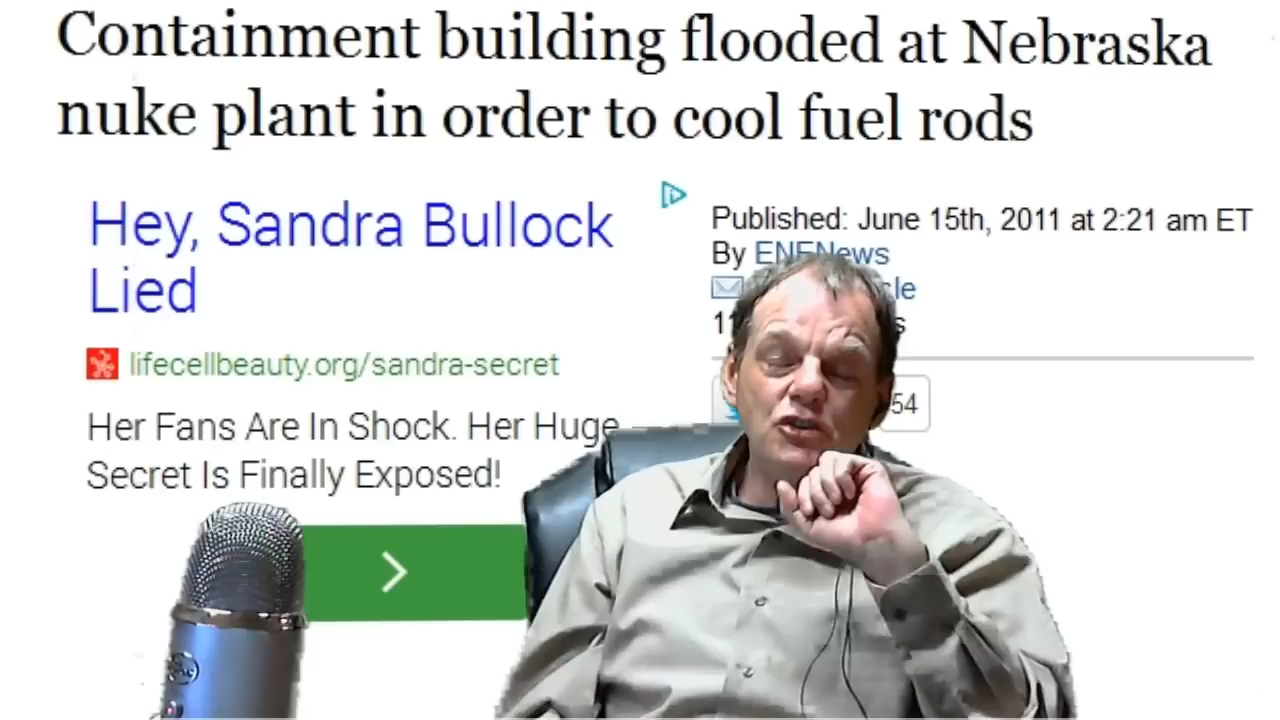 Containment building flooded at Nebraska
nuke plant in order to cool fuel rods
Hey, Sandra Bullock
Lied
lifecellbeauty.org/sandra-secret
Her Fans Are In Shock. Her Huge
Secret Is Finally Exposed!
Published: June 15th, 2011 at 2:21 am ET
By ENENews
54